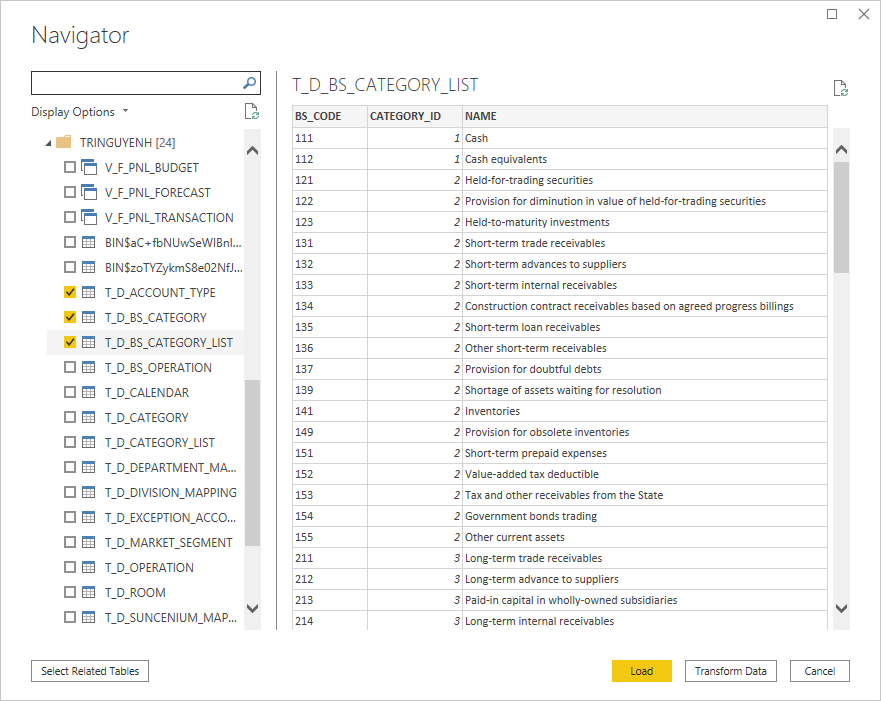 Navigator
Display Options
TRINGUYENH [24]
V_F_PNL_BUDGET
V_F_PNL_FORECAST
V_F_PNL_TRANSACTION
BIN$aC+fbNUwSeWIBnl...
BIN$zoTYZykmS8e02NfJ...
T_D_ACCOUNT_TYPE
T_D_BS_CATEGORY
T_D_BS_CATEGORY_LIST
T_D_BS_OPERATION
T_D_CALENDAR
T_D_CATEGORY
T_D_CATEGORY_LIST
T_D_DEPARTMENT_MA...
T_D_DIVISION_MAPPING
T_D_EXCEPTION_ACCO...
T_D_MARKET_SEGMENT
T_D_OPERATION
T_D_ROOM
T_D_SUNCENIUM_MAP...
T_D_BS_CATEGORY_LIST
BS_CODE CATEGORY_ID NAME
111 1 Cash
112 1 Cash equivalents
121 2 Held-for-trading securities
122 2 Provision for diminution in value of held-for-trading securities
123 2 Held-to-maturity investments
131 2 Short-term trade receivables
132 2 Short-term advances to suppliers
133 2 Short-term internal receivables
134 2 Construction contract receivables based on agreed progress billings
135 2 Short-term loan receivables
136 2 Other short-term receivables
137 2 Provision for doubtful debts
139 2 Shortage of assets waiting for resolution
141 2 Inventories
149 2 Provision for obsolete inventories
151 2 Short-term prepaid expenses
152 2 Value-added tax deductible
153 2 Tax and other receivables from the State
154 2 Government bonds trading
155 2 Other current assets
211 3 Long-term trade receivables
212 3 Long-term advance to suppliers
213 3 Paid-in capital in wholly-owned subsidiaries
214 3 Long-term internal receivables
Select Related Tables
Load
Transform Data
Cancel